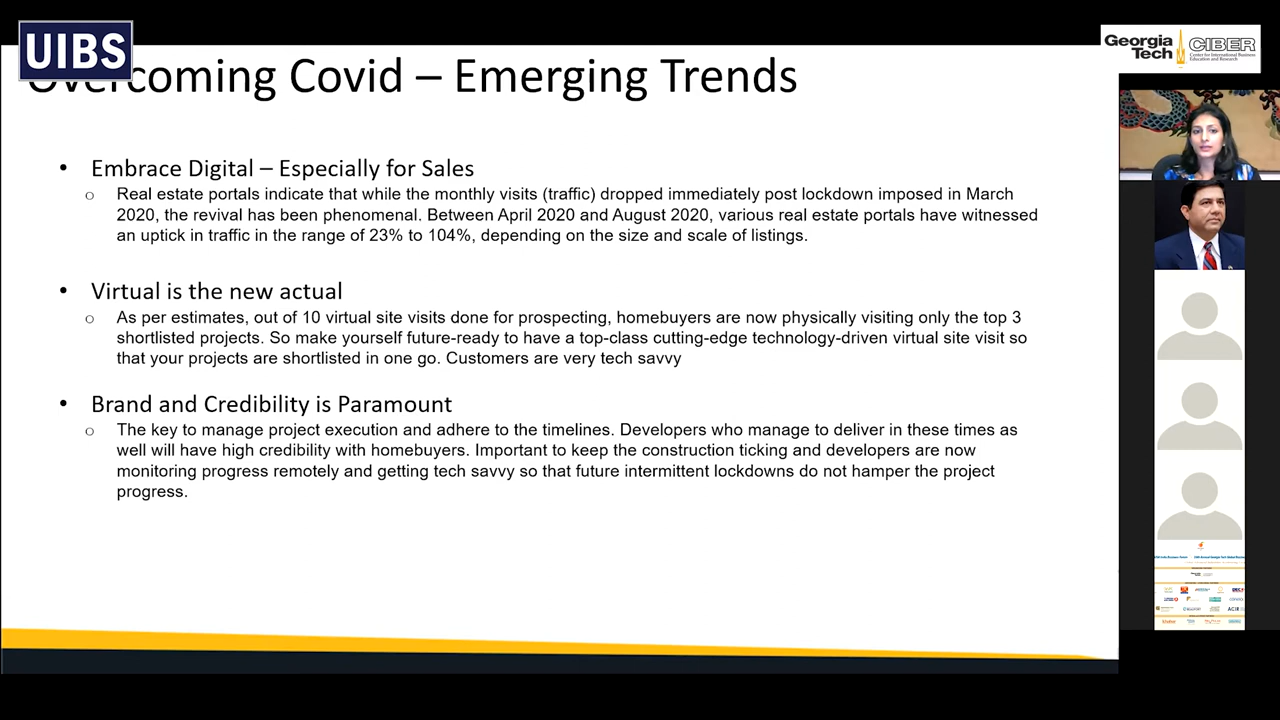 UIBS
Georgia
Tech
CIBER
Center for International Business
Education and Research
Overcoming Covid – Emerging Trends
• Embrace Digital – Especially for Sales
o Real estate portals indicate that while the monthly visits (traffic) dropped immediately post lockdown imposed in March
2020, the revival has been phenomenal. Between April 2020 and August 2020, various real estate portals have witnessed
an uptick in traffic in the range of 23% to 104%, depending on the size and scale of listings.
• Virtual is the new actual
o As per estimates, out of 10 virtual site visits done for prospecting, homebuyers are now physically visiting only the top 3
shortlisted projects. So make yourself future-ready to have a top-class cutting-edge technology-driven virtual site visit so
that your projects are shortlisted in one go. Customers are very tech savvy
• Brand and Credibility is Paramount
o The key to manage project execution and adhere to the timelines. Developers who manage to deliver in these times as
well will have high credibility with homebuyers. Important to keep the construction ticking and developers are now
monitoring progress remotely and getting tech savvy so that future intermittent lockdowns do not hamper the project
progress.